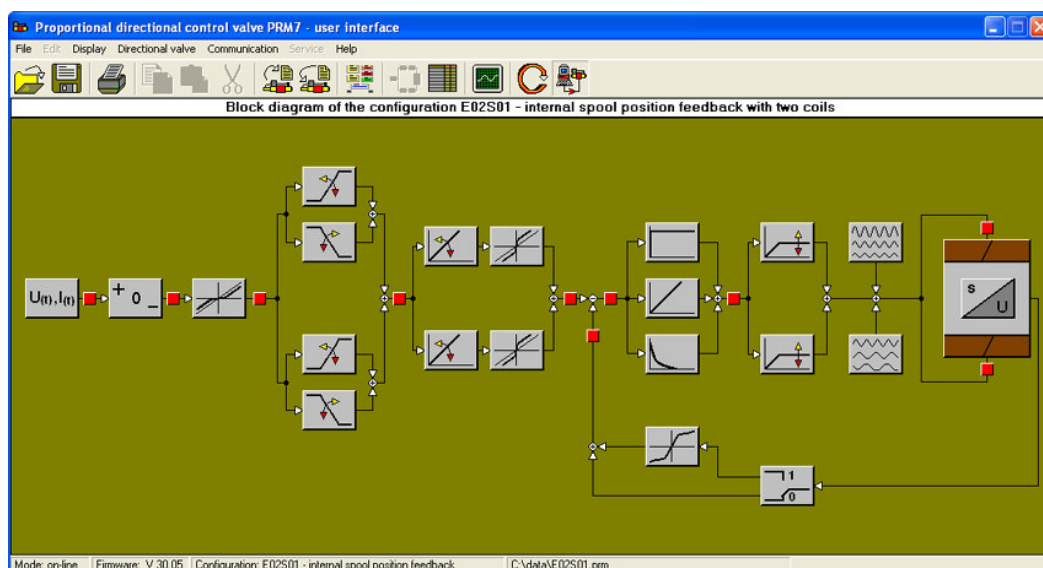 Proportional directional control valve PRM7 - user interface
File Edit Display Directional valve Communication Service Help
Block diagram of the configuration E02S01 - internal spool position feedback with two coils
U(t),I(t)
+ 0 -
S
U
1
0
Mode: on-line Firmware: V 30.05 Configuration: E02S01 - internal spool position feedback C:\data\E02S01.prm